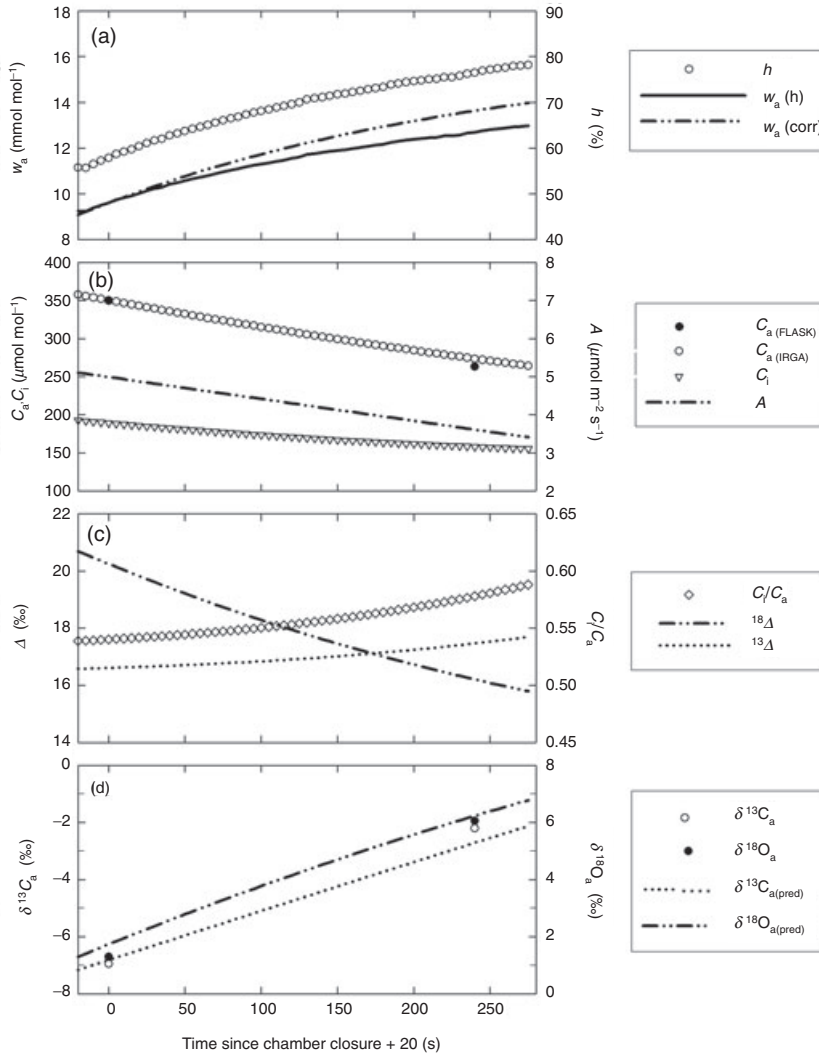 (a)
18
16
14
12
10
8
wₐ (mmol mol⁻¹)
90
80
70
60
50
40
h (%)
h
wₐ (h)
wₐ (corr)
(b)
400
350
300
250
200
150
100
Cₐ,Cᵢ (μmol mol⁻¹)
8
7
6
5
4
3
2
A (μmol m⁻² s⁻¹)
Cₐ (FLASK)
Cₐ (IRGA)
Cᵢ
A
(c)
22
20
18
16
14
Δ (‰)
0.65
0.60
0.55
0.50
0.45
Cᵢ/Cₐ
Cᵢ/Cₐ
¹⁸Δ
¹³Δ
(d)
0
−2
−4
−6
−8
δ¹³Cₐ (‰)
8
6
4
2
0
δ¹⁸Oₐ (‰)
δ¹³Cₐ
δ¹⁸Oₐ
δ¹³Cₐ(pred)
δ¹⁸Oₐ(pred)
0 50 100 150 200 250
Time since chamber closure + 20 (s)